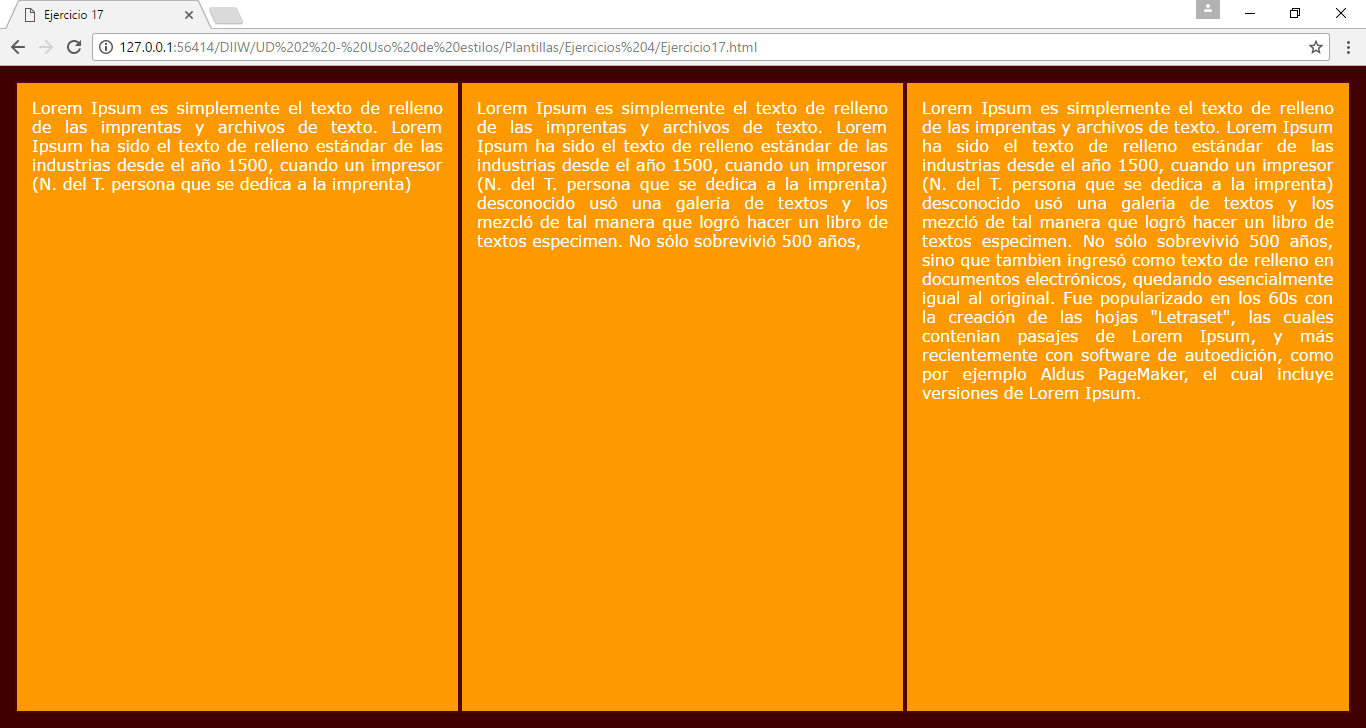 Ejercicio 17
127.0.0.1:56414/DIIW/UD%202%20-%20Uso%20de%20estilos/Plantillas/Ejercicios%204/Ejercicio17.html
Lorem Ipsum es simplemente el texto de relleno
de las imprentas y archivos de texto. Lorem
Ipsum ha sido el texto de relleno estándar de las
industrias desde el año 1500, cuando un impresor
(N. del T. persona que se dedica a la imprenta)
Lorem Ipsum es simplemente el texto de relleno
de las imprentas y archivos de texto. Lorem
Ipsum ha sido el texto de relleno estándar de las
industrias desde el año 1500, cuando un impresor
(N. del T. persona que se dedica a la imprenta)
desconocido usó una galería de textos y los
mezcló de tal manera que logró hacer un libro de
textos especimen. No sólo sobrevivió 500 años,
Lorem Ipsum es simplemente el texto de relleno
de las imprentas y archivos de texto. Lorem Ipsum
ha sido el texto de relleno estándar de las
industrias desde el año 1500, cuando un impresor
(N. del T. persona que se dedica a la imprenta)
desconocido usó una galería de textos y los
mezcló de tal manera que logró hacer un libro de
textos especimen. No sólo sobrevivió 500 años,
sino que tambien ingresó como texto de relleno en
documentos electrónicos, quedando esencialmente
igual al original. Fue popularizado en los 60s con
la creación de las hojas "Letraset", las cuales
contenian pasajes de Lorem Ipsum, y más
recientemente con software de autoedición, como
por ejemplo Aldus PageMaker, el cual incluye
versiones de Lorem Ipsum.